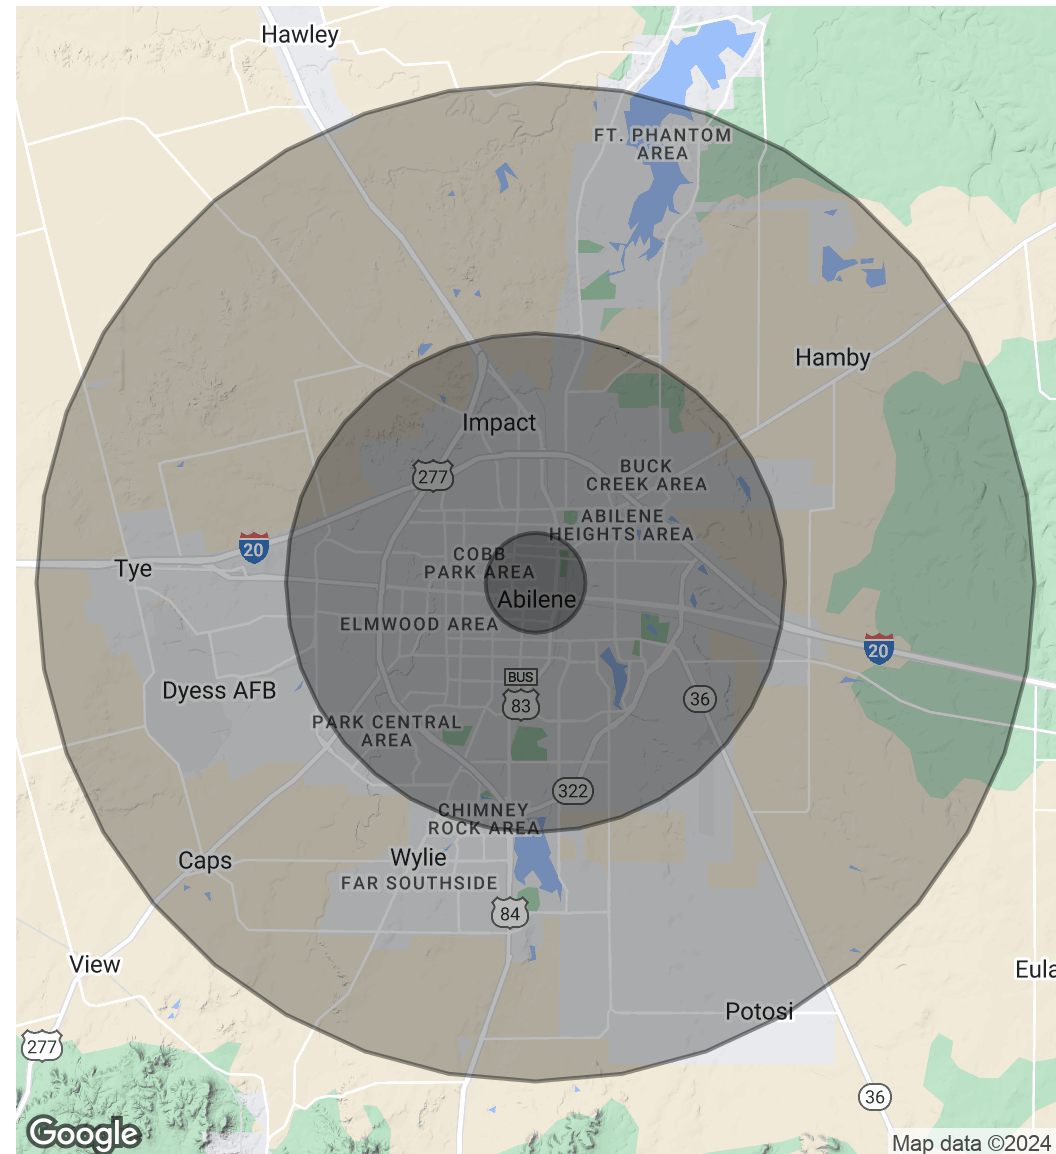 Hawley
FT. PHANTOM
AREA
Hamby
Impact
277
BUCK
CREEK AREA
ABILENE
HEIGHTS AREA
20
COBB
PARK AREA
Tye
Abilene
ELMWOOD AREA
20
BUS
83
Dyess AFB
36
PARK CENTRAL
AREA
322
CHIMNEY
ROCK AREA
Wylie
Caps
FAR SOUTHSIDE
84
View
Eula
Potosi
277
36
Google
Map data ©2024